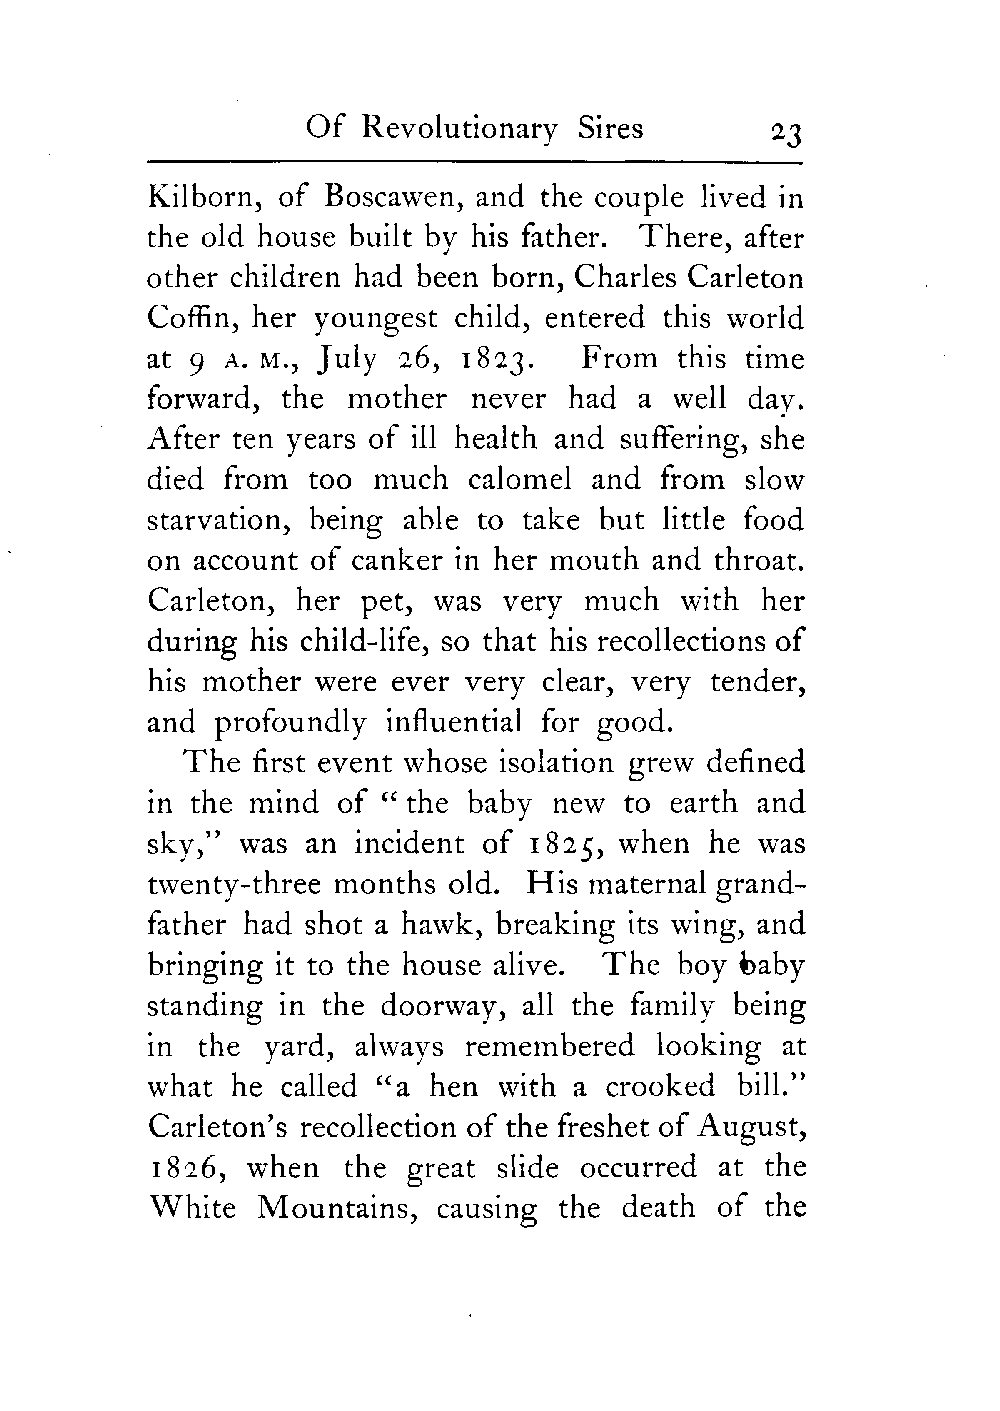 Of Revolutionary Sires 23
Kilborn, of Boscawen, and the couple lived in
the old house built by his father. There, after
other children had been born, Charles Carleton
Coffin, her youngest child, entered this world
at 9 A. M., July 26, 1823. From this time
forward, the mother never had a well day.
After ten years of ill health and suffering, she
died from too much calomel and from slow
starvation, being able to take but little food
on account of canker in her mouth and throat.
Carleton, her pet, was very much with her
during his child-life, so that his recollections of
his mother were ever very clear, very tender,
and profoundly influential for good.
The first event whose isolation grew defined
in the mind of “ the baby new to earth and
sky,” was an incident of 1825, when he was
twenty-three months old. His maternal grand-
father had shot a hawk, breaking its wing, and
bringing it to the house alive. The boy baby
standing in the doorway, all the family being
in the yard, always remembered looking at
what he called “a hen with a crooked bill.”
Carleton’s recollection of the freshet of August,
1826, when the great slide occurred at the
White Mountains, causing the death of the